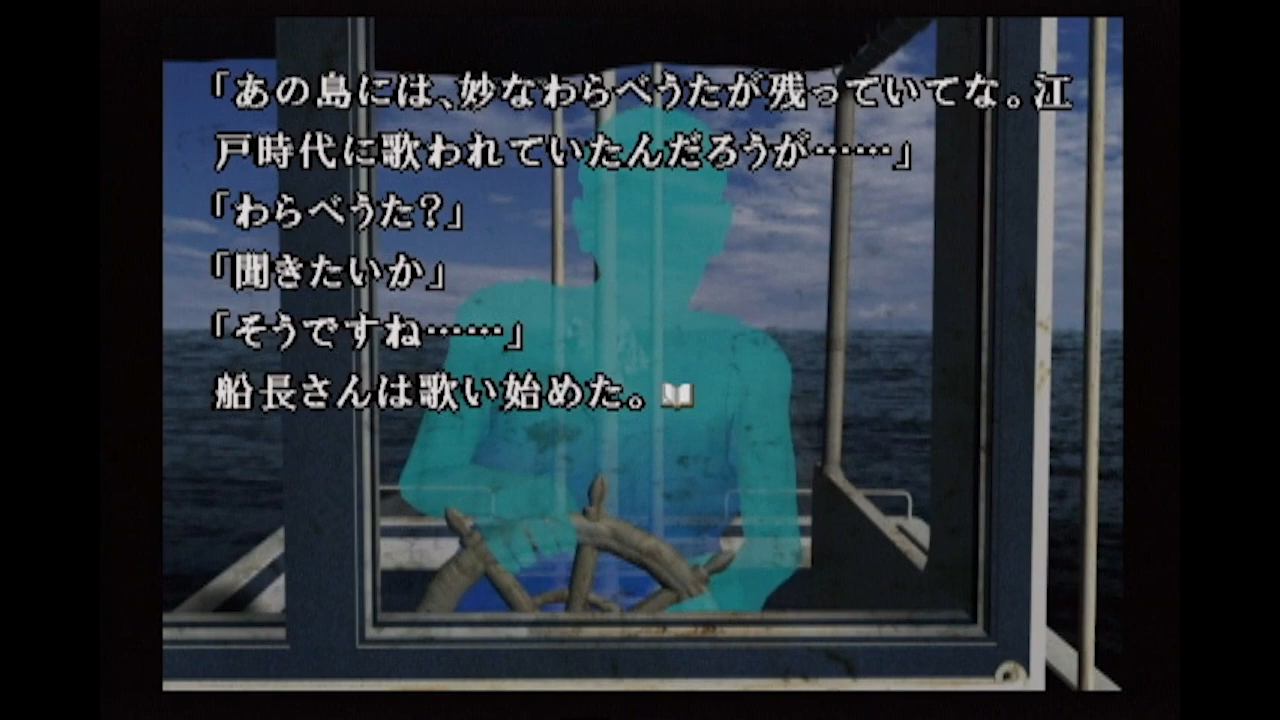 「あの島には、妙なわらべうたが残っていてな。江
戸時代に歌われていたんだろうが……」
「わらべうた？」
「聞きたいか」
「そうですね……」
船長さんは歌い始めた。